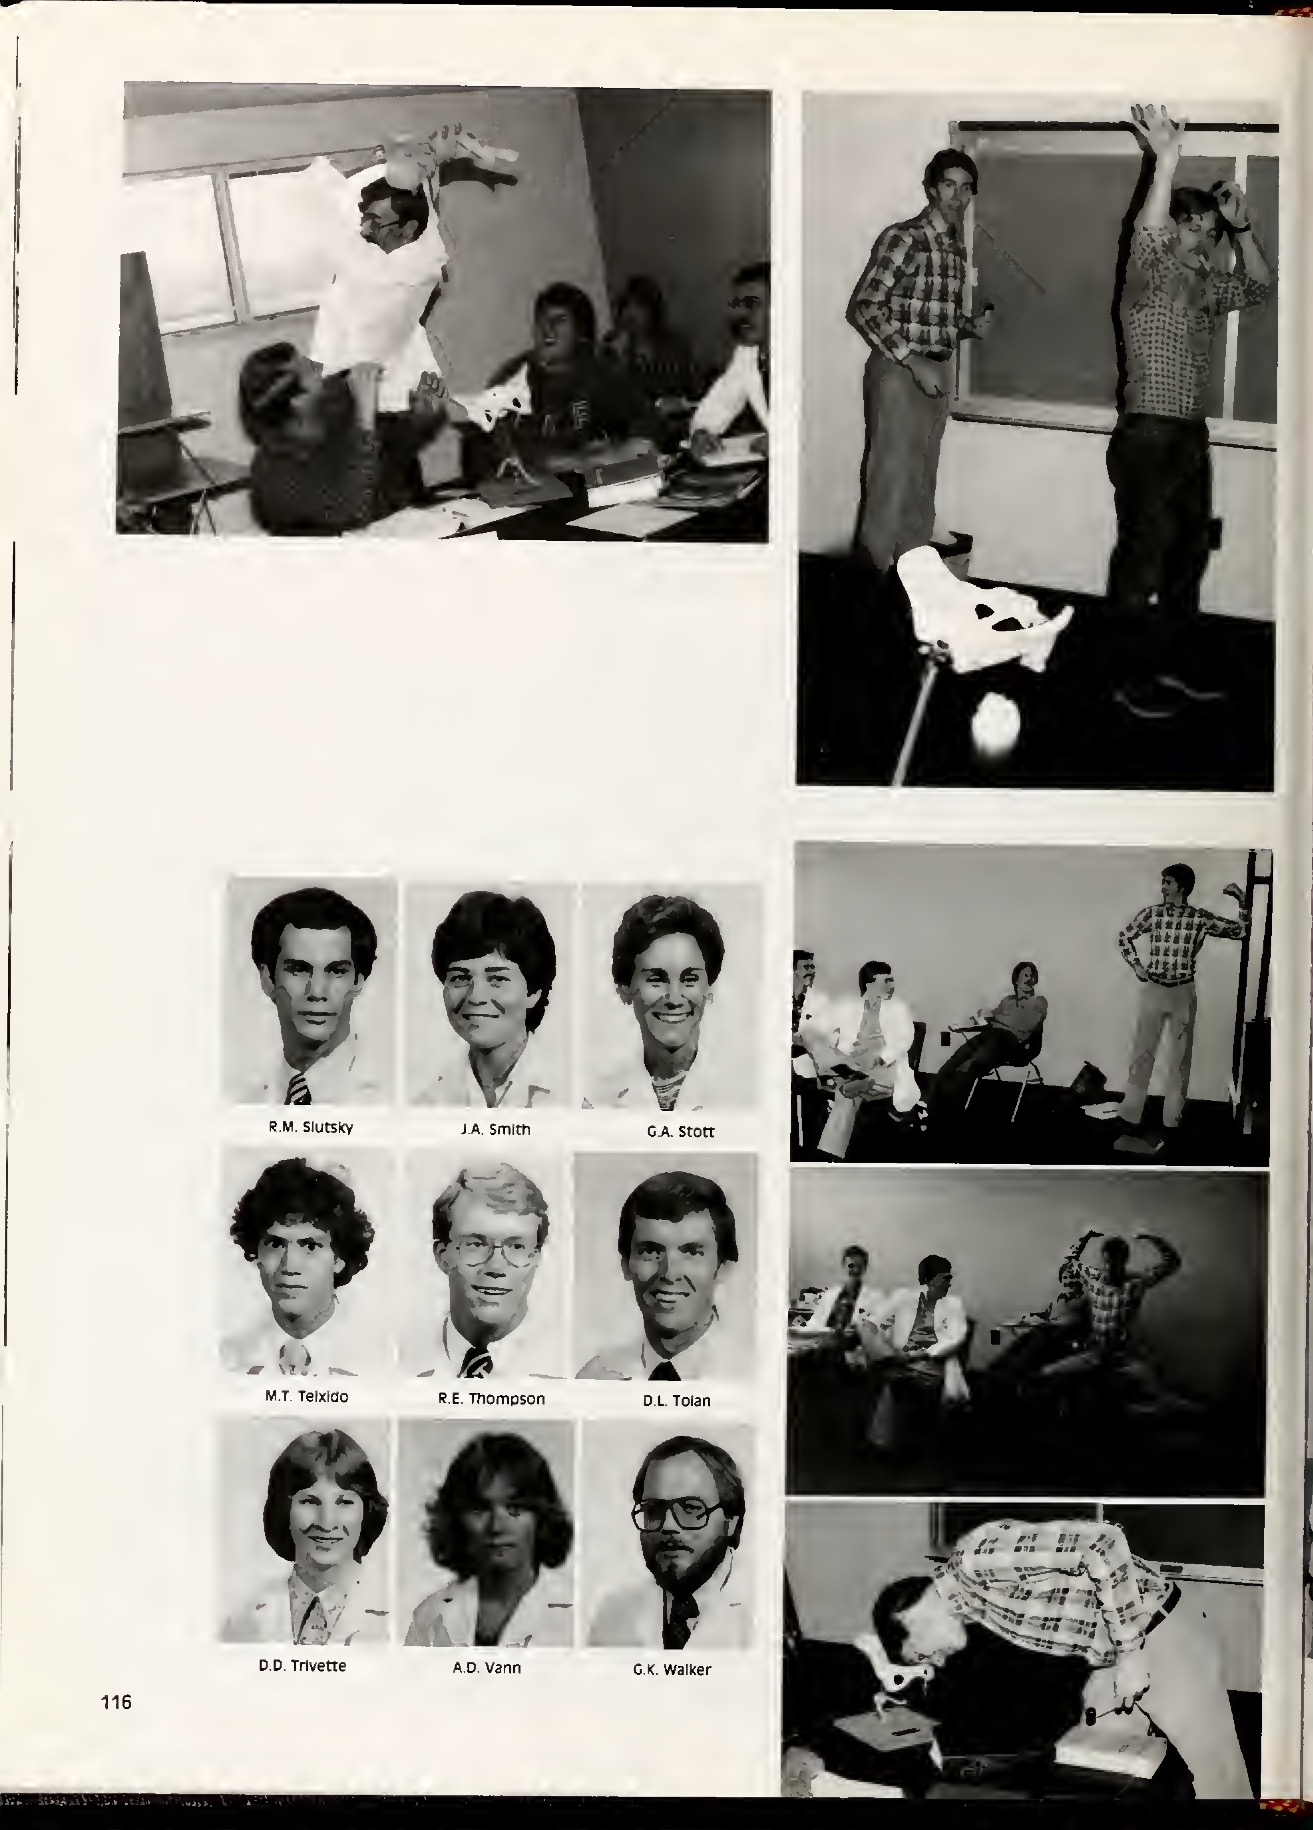 R.M. Slutsky
J.A. Smith
G.A. Stott
M.T. Teixido
R.E. Thompson
D.L. Tolan
D.D. Trivette
A.D. Vann
G.K. Walker
116